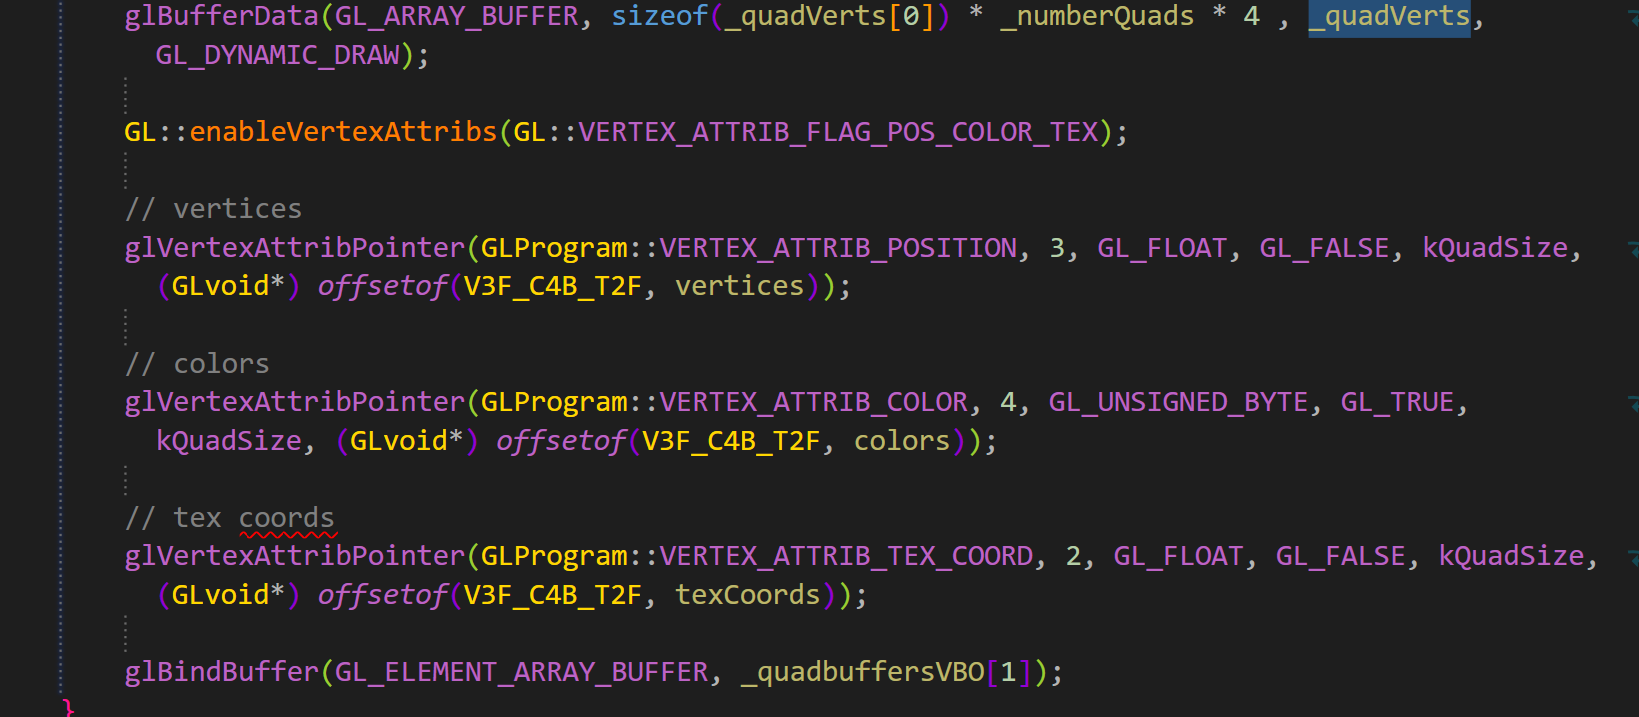 glBufferData(GL_ARRAY_BUFFER, sizeof(_quadVerts[0]) * _numberQuads * 4 , _quadVerts,
GL_DYNAMIC_DRAW);
GL::enableVertexAttribs(GL::VERTEX_ATTRIB_FLAG_POS_COLOR_TEX);
// vertices
glVertexAttribPointer(GLProgram::VERTEX_ATTRIB_POSITION, 3, GL_FLOAT, GL_FALSE, kQuadSize,
(GLvoid*) offsetof(V3F_C4B_T2F, vertices));
// colors
glVertexAttribPointer(GLProgram::VERTEX_ATTRIB_COLOR, 4, GL_UNSIGNED_BYTE, GL_TRUE,
kQuadSize, (GLvoid*) offsetof(V3F_C4B_T2F, colors));
// tex coords
glVertexAttribPointer(GLProgram::VERTEX_ATTRIB_TEX_COORD, 2, GL_FLOAT, GL_FALSE, kQuadSize,
(GLvoid*) offsetof(V3F_C4B_T2F, texCoords));
glBindBuffer(GL_ELEMENT_ARRAY_BUFFER, _quadbuffersVBO[1]);
}